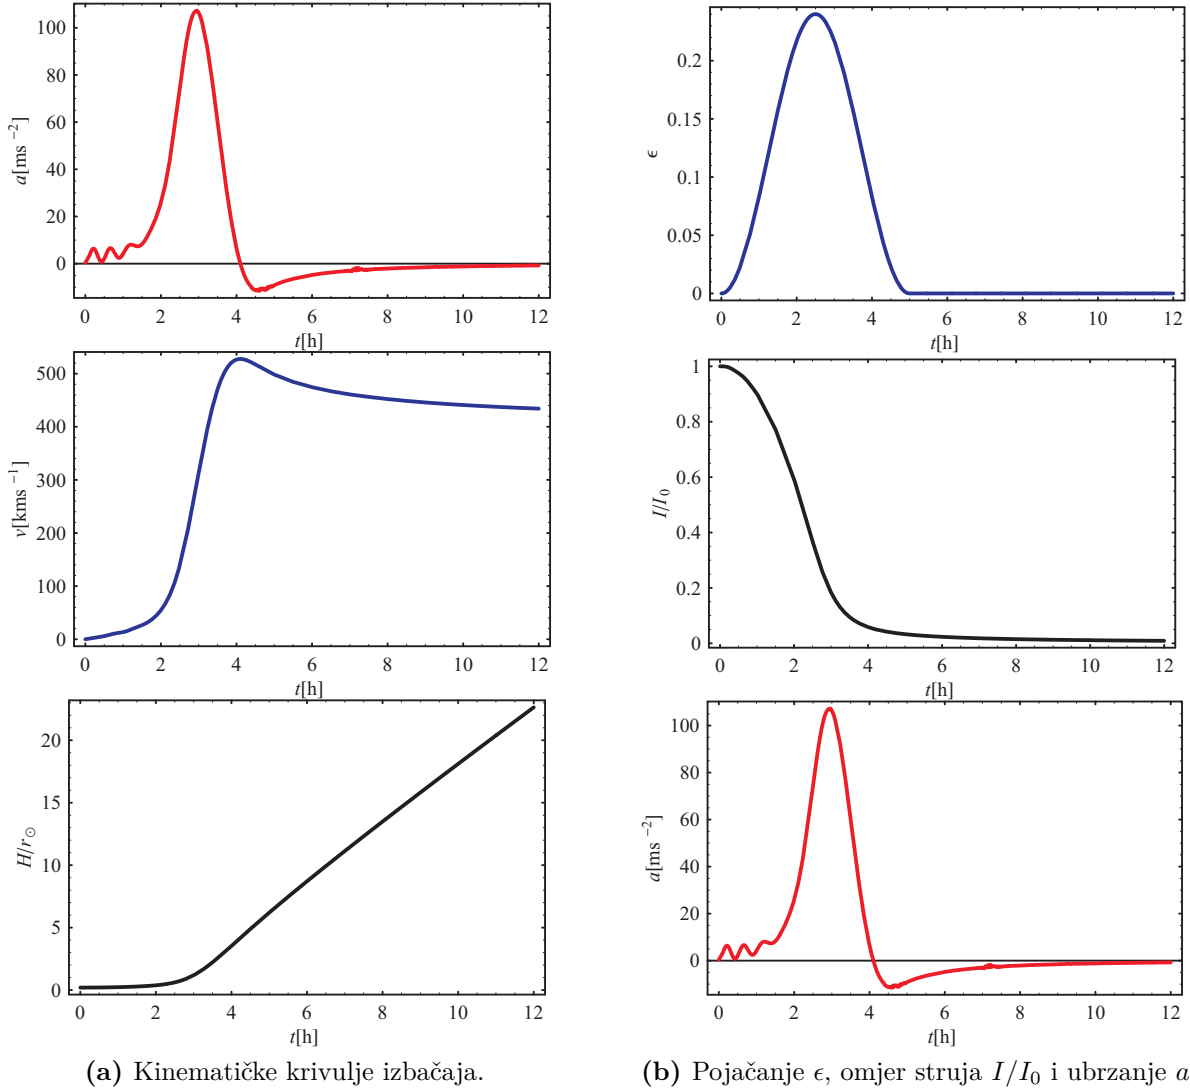 100
80
60
40
20
0
a[ms⁻²]
0 2 4 6 8 10 12
t[h]
500
400
300
200
100
0
v[kms⁻¹]
0 2 4 6 8 10 12
t[h]
20
15
10
5
0
H/r☉
0 2 4 6 8 10 12
t[h]
(a) Kinematičke krivulje izbačaja.
0.2
0.15
0.1
0.05
0
ϵ
0 2 4 6 8 10 12
t[h]
1
0.8
0.6
0.4
0.2
0
I/I₀
0 2 4 6 8 10 12
t[h]
100
80
60
40
20
0
a[ms⁻²]
0 2 4 6 8 10 12
t[h]
(b) Pojačanje ϵ, omjer struja I/I₀ i ubrzanje a